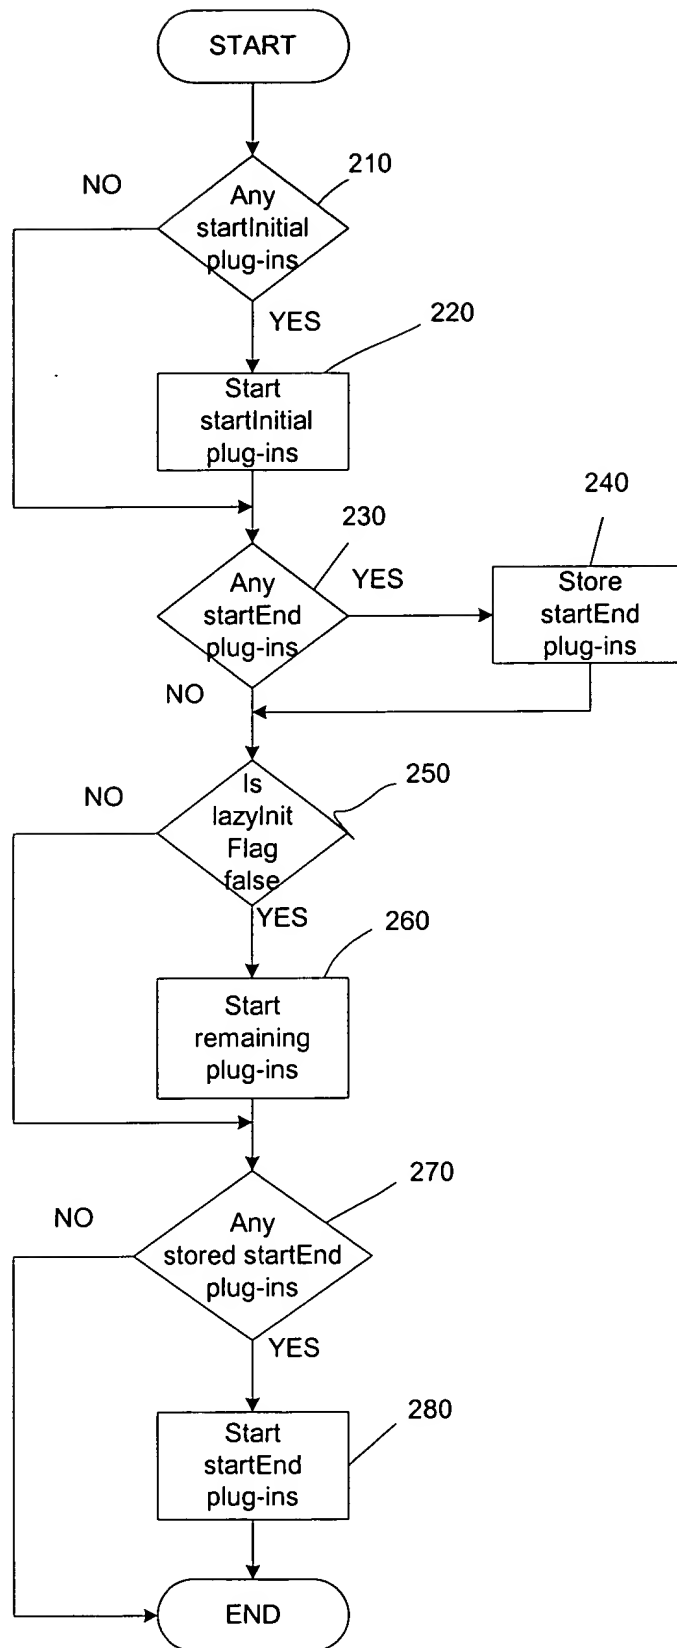 START
210
NO
Any
startInitial
plug-ins
YES
220
Start
startInitial
plug-ins
230
240
Any
startEnd
plug-ins
YES
Store
startEnd
plug-ins
NO
250
NO
Is
lazyInit
Flag
false
YES
260
Start
remaining
plug-ins
270
NO
Any
stored startEnd
plug-ins
YES
280
Start
startEnd
plug-ins
END